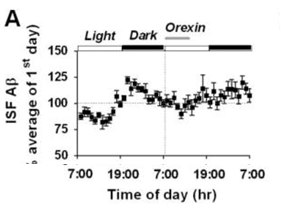 A
Light Dark Orexin
ISF Aβ
% average of 1st day)
150
125
100
75
50
7:00 19:00 7:00 19:00 7:00
Time of day (hr)